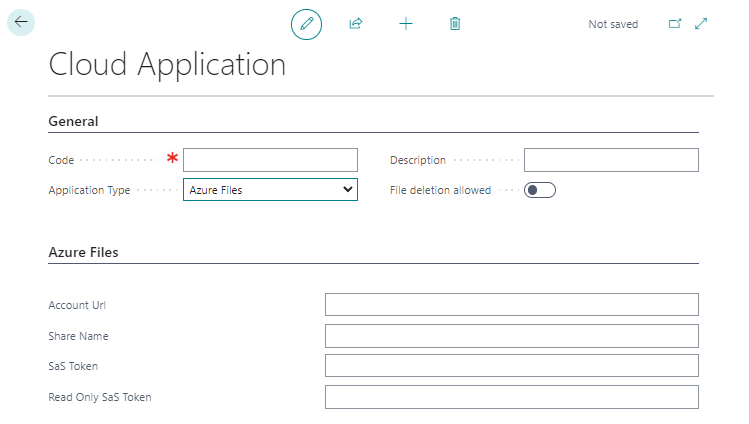 Not saved
Cloud Application
General
Code * Description
Application Type Azure Files File deletion allowed
Azure Files
Account Url
Share Name
SaS Token
Read Only SaS Token